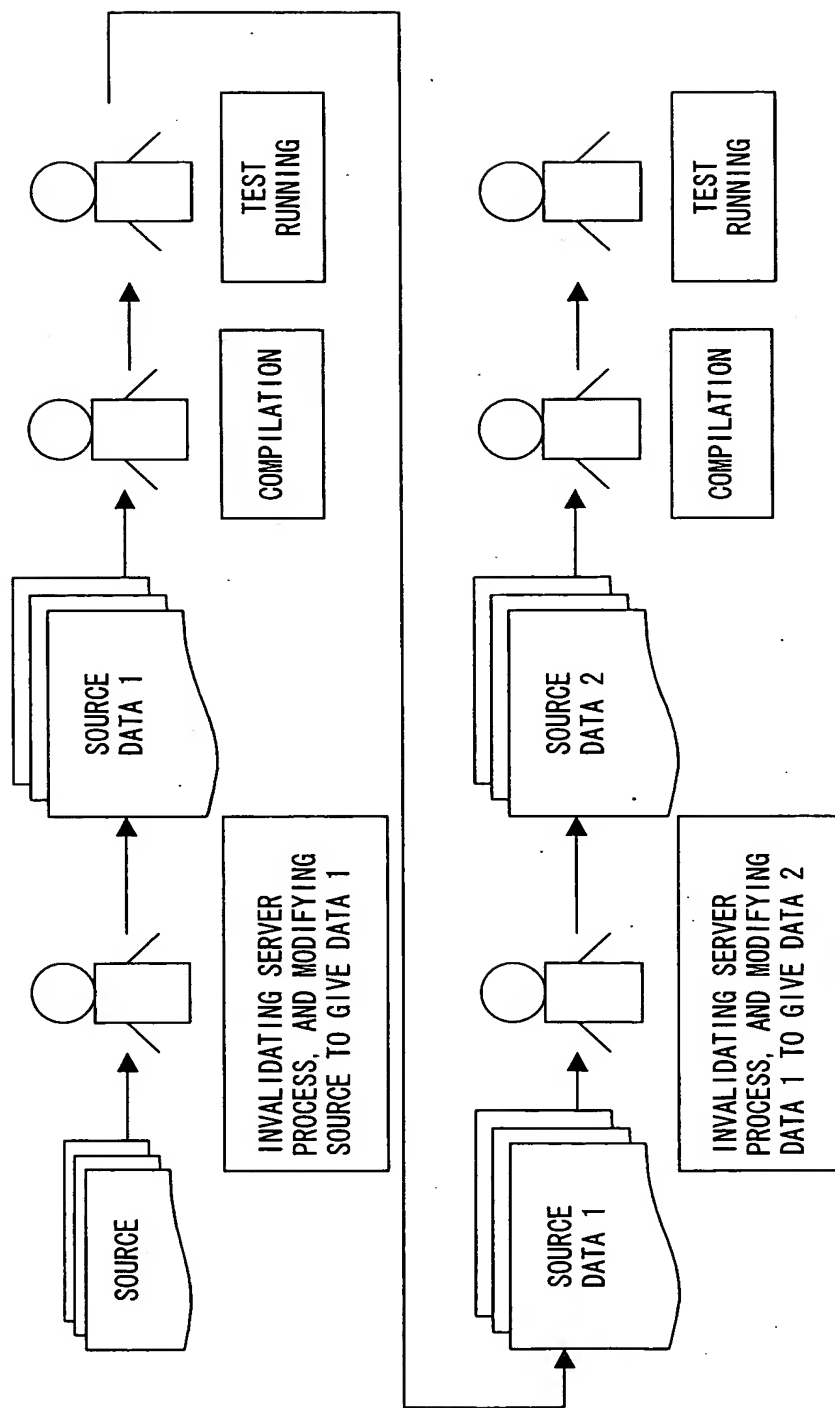 SOURCE
INVALIDATING SERVER
PROCESS, AND MODIFYING
SOURCE TO GIVE DATA 1
SOURCE
DATA 1
COMPILATION
TEST
RUNNING
SOURCE
DATA 1
INVALIDATING SERVER
PROCESS, AND MODIFYING
DATA 1 TO GIVE DATA 2
SOURCE
DATA 2
COMPILATION
TEST
RUNNING